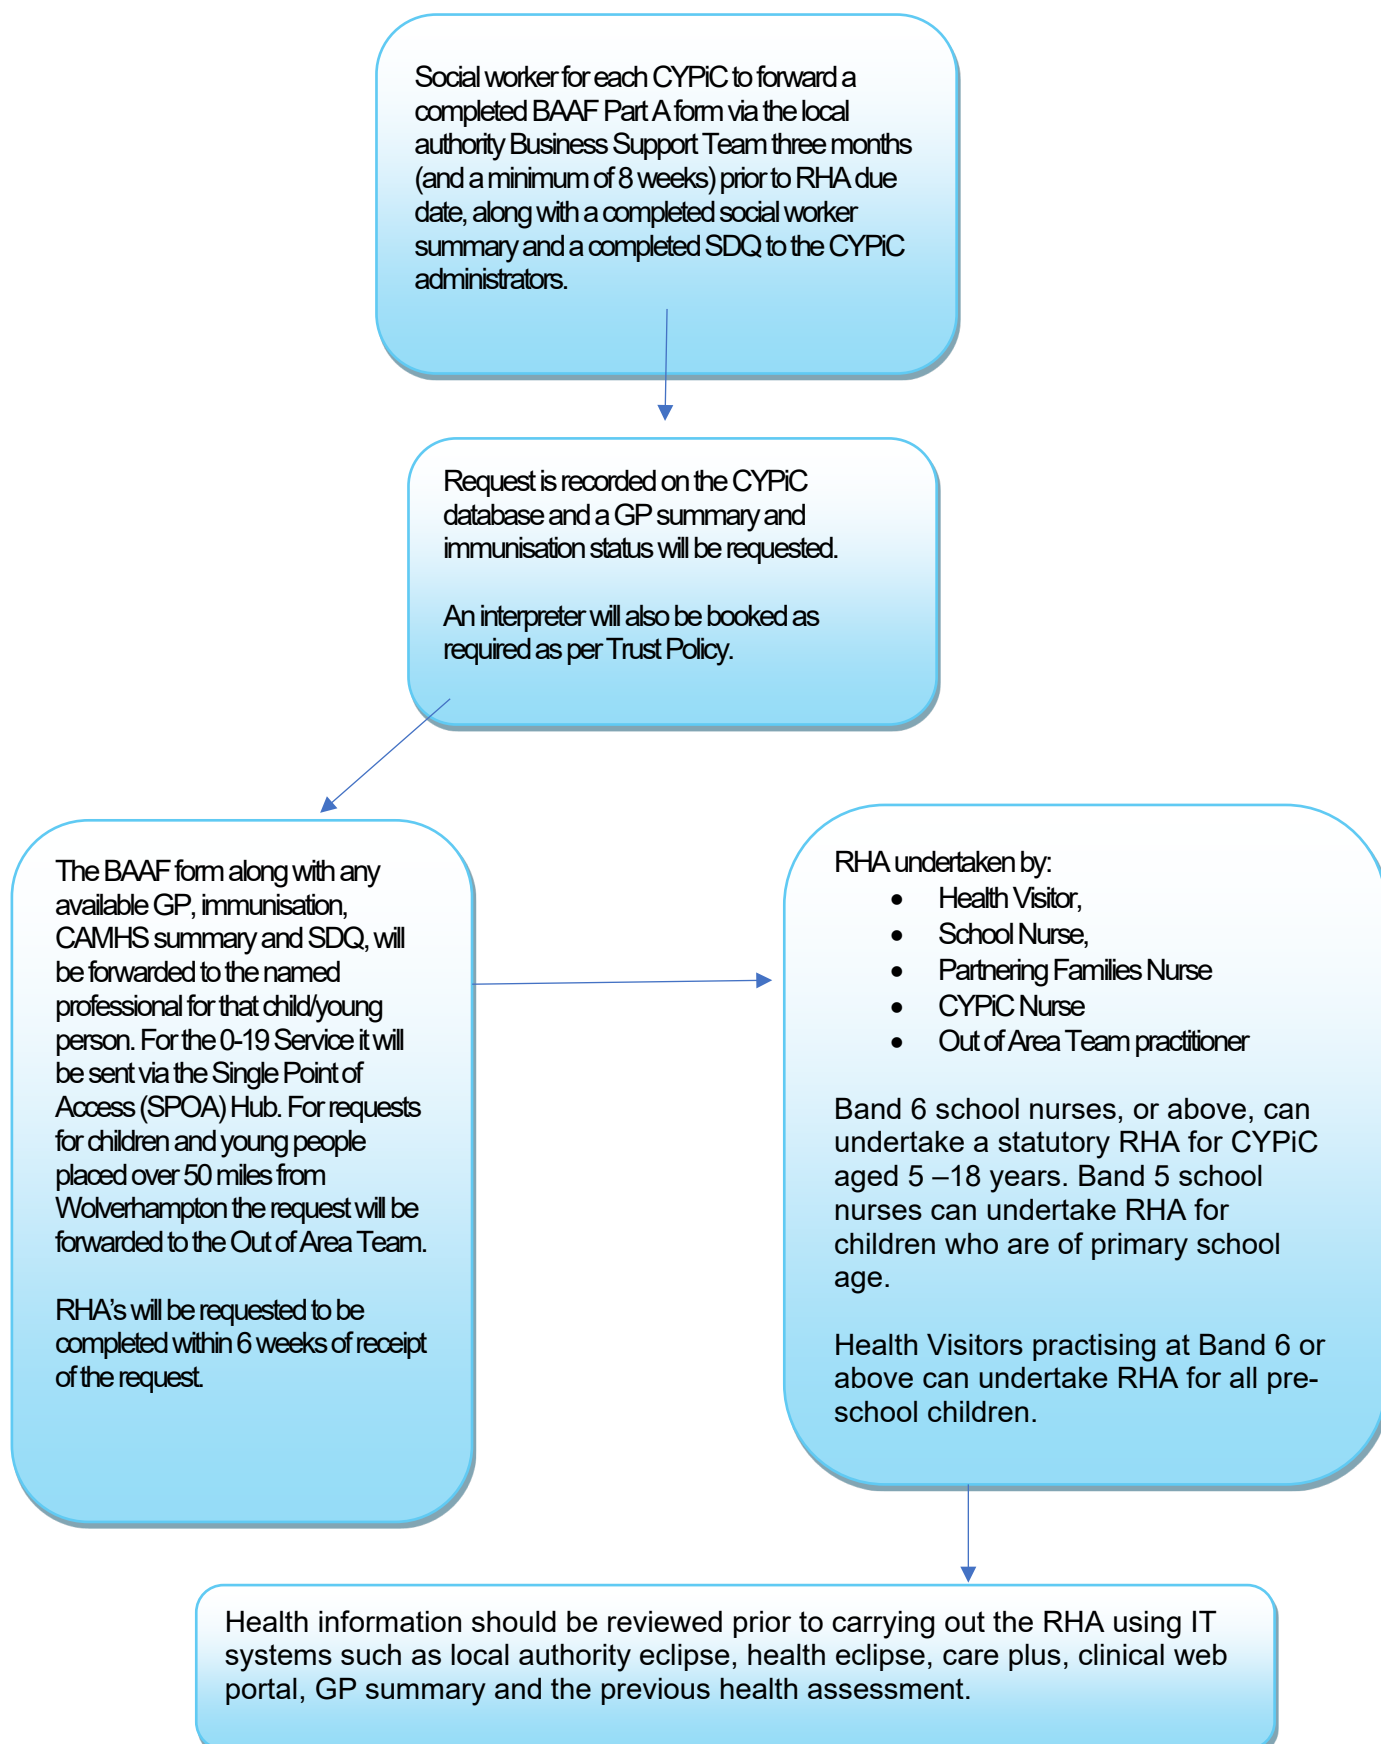 Social worker for each CYPiC to forward a
completed BAAF Part A form via the local
authority Business Support Team three months
(and a minimum of 8 weeks) prior to RHA due
date, along with a completed social worker
summary and a completed SDQ to the CYPiC
administrators.
Request is recorded on the CYPiC
database and a GP summary and
immunisation status will be requested.
An interpreter will also be booked as
required as per Trust Policy.
The BAAF form along with any
available GP, immunisation,
CAMHS summary and SDQ, will
be forwarded to the named
professional for that child/young
person. For the 0-19 Service it will
be sent via the Single Point of
Access (SPOA) Hub. For requests
for children and young people
placed over 50 miles from
Wolverhampton the request will be
forwarded to the Out of Area Team.
RHA’s will be requested to be
completed within 6 weeks of receipt
of the request.
RHA undertaken by:
• Health Visitor,
• School Nurse,
• Partnering Families Nurse
• CYPiC Nurse
• Out of Area Team practitioner
Band 6 school nurses, or above, can
undertake a statutory RHA for CYPiC
aged 5 –18 years. Band 5 school
nurses can undertake RHA for
children who are of primary school
age.
Health Visitors practising at Band 6 or
above can undertake RHA for all pre-
school children.
Health information should be reviewed prior to carrying out the RHA using IT
systems such as local authority eclipse, health eclipse, care plus, clinical web
portal, GP summary and the previous health assessment.